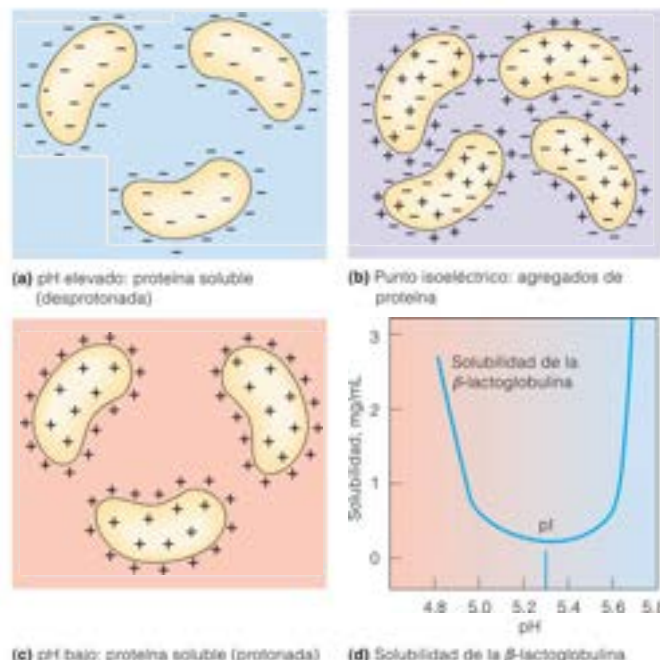 (a) pH elevado: proteína soluble
(desprotonada)
(b) Punto isoeléctrico: agregados de
proteína
(c) pH bajo: proteína soluble (protonada)
Solubilidad, mg/mL
3
2
1
0
Solubilidad de la
β-lactoglobulina
pI
4.8 5.0 5.2 5.4 5.6 5.8
pH
(d) Solubilidad de la β-lactoglobulina